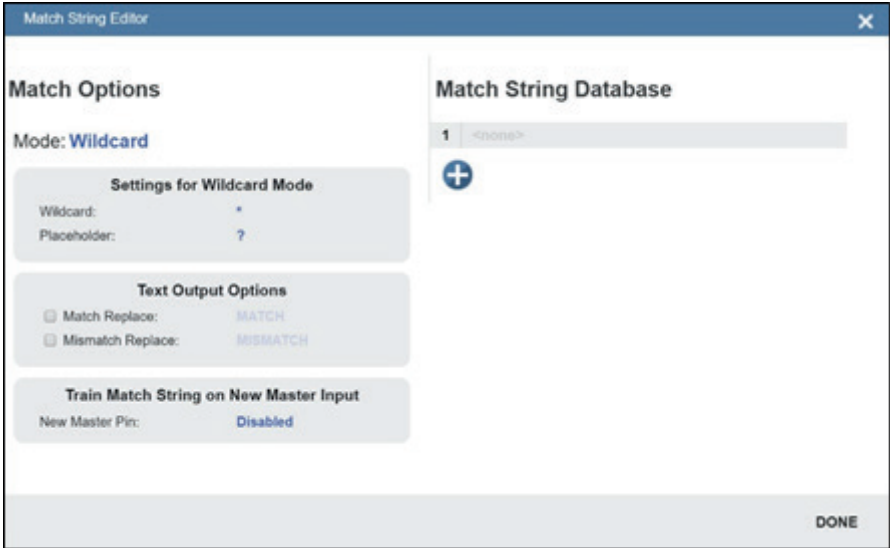 Match String Editor
Match Options
Mode: Wildcard
Settings for Wildcard Mode
Wildcard: *
Placeholder: ?
Text Output Options
Match Replace: MATCH
Mismatch Replace: MISMATCH
Train Match String on New Master Input
New Master Pin: Disabled
Match String Database
1 <none>
DONE